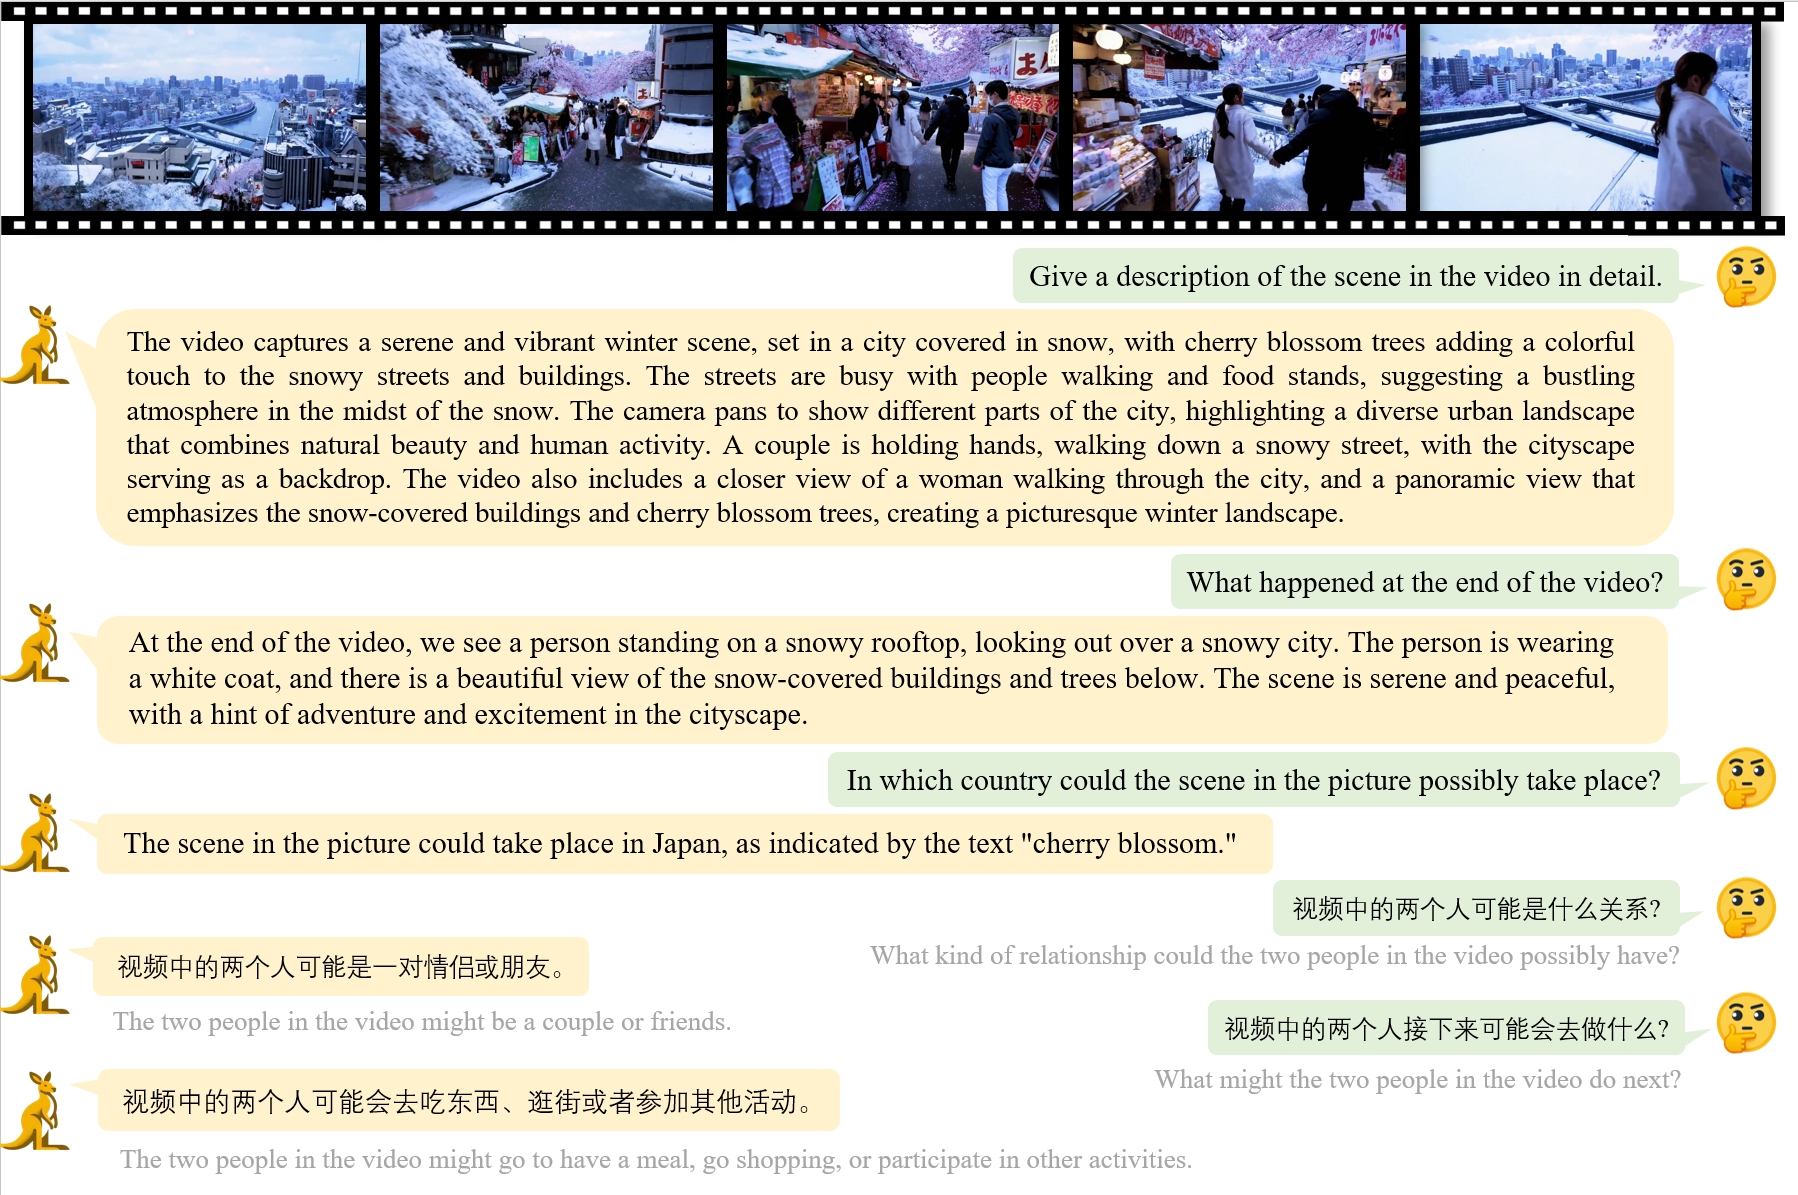 Give a description of the scene in the video in detail.
The video captures a serene and vibrant winter scene, set in a city covered in snow, with cherry blossom trees adding a colorful
touch to the snowy streets and buildings. The streets are busy with people walking and food stands, suggesting a bustling
atmosphere in the midst of the snow. The camera pans to show different parts of the city, highlighting a diverse urban landscape
that combines natural beauty and human activity. A couple is holding hands, walking down a snowy street, with the cityscape
serving as a backdrop. The video also includes a closer view of a woman walking through the city, and a panoramic view that
emphasizes the snow-covered buildings and cherry blossom trees, creating a picturesque winter landscape.
What happened at the end of the video?
At the end of the video, we see a person standing on a snowy rooftop, looking out over a snowy city. The person is wearing
a white coat, and there is a beautiful view of the snow-covered buildings and trees below. The scene is serene and peaceful,
with a hint of adventure and excitement in the cityscape.
In which country could the scene in the picture possibly take place?
The scene in the picture could take place in Japan, as indicated by the text "cherry blossom."
视频中的两个人可能是什么关系?
What kind of relationship could the two people in the video possibly have?
视频中的两个人可能是一对情侣或朋友。
The two people in the video might be a couple or friends.
视频中的两个人接下来可能会去做什么?
What might the two people in the video do next?
视频中的两个人可能会去吃东西、逛街或者参加其他活动。
The two people in the video might go to have a meal, go shopping, or participate in other activities.